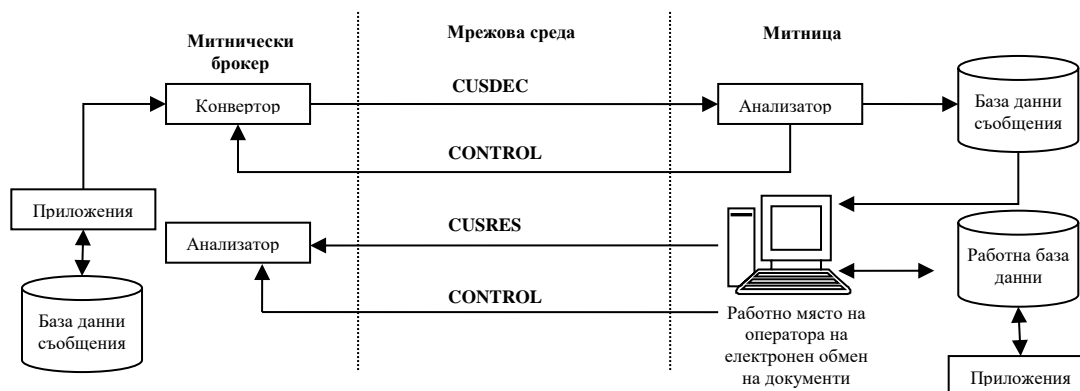 Митнически
брокер
Мрежова среда
Митница
Конвертор
CUSDEC
Анализатор
База данни
съобщения
CONTROL
Приложения
Анализатор
CUSRES
Работна база
данни
CONTROL
База данни
съобщения
Работно място на
оператора на
електронен обмен
на документи
Приложения